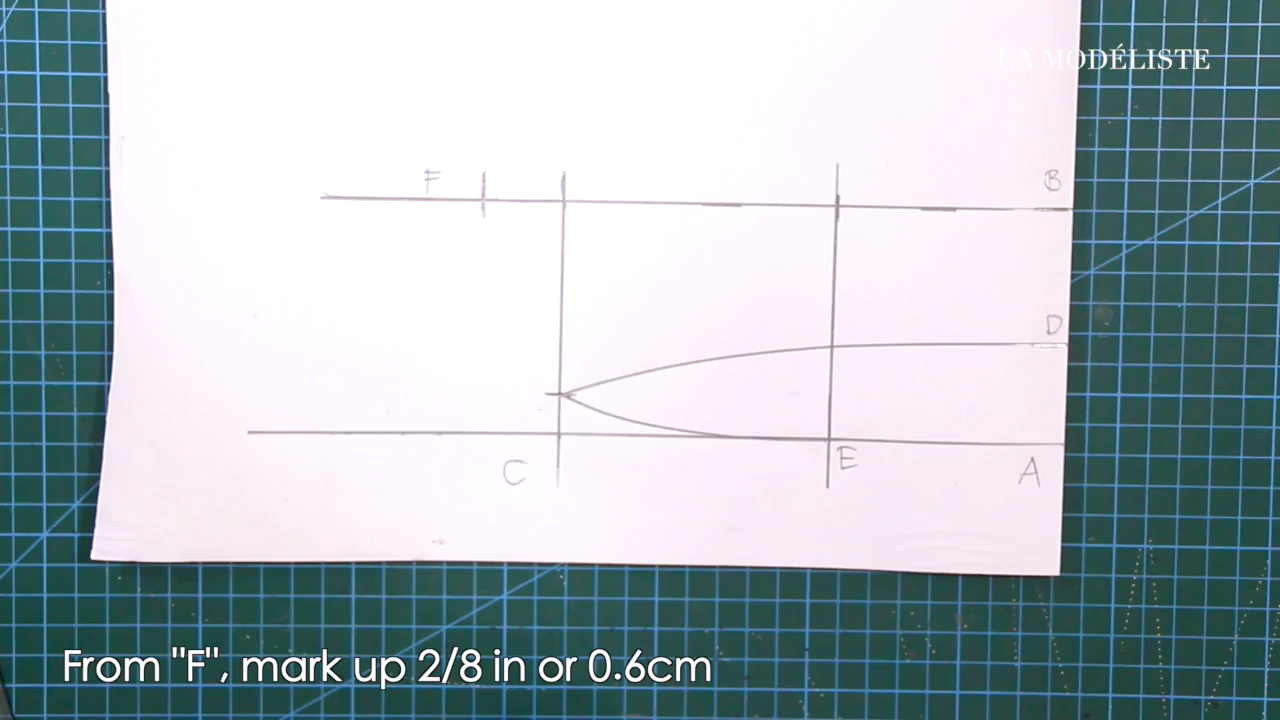 LA MODÉLISTE
F
B
D
C
E
A
From "F", mark up 2/8 in or 0.6cm